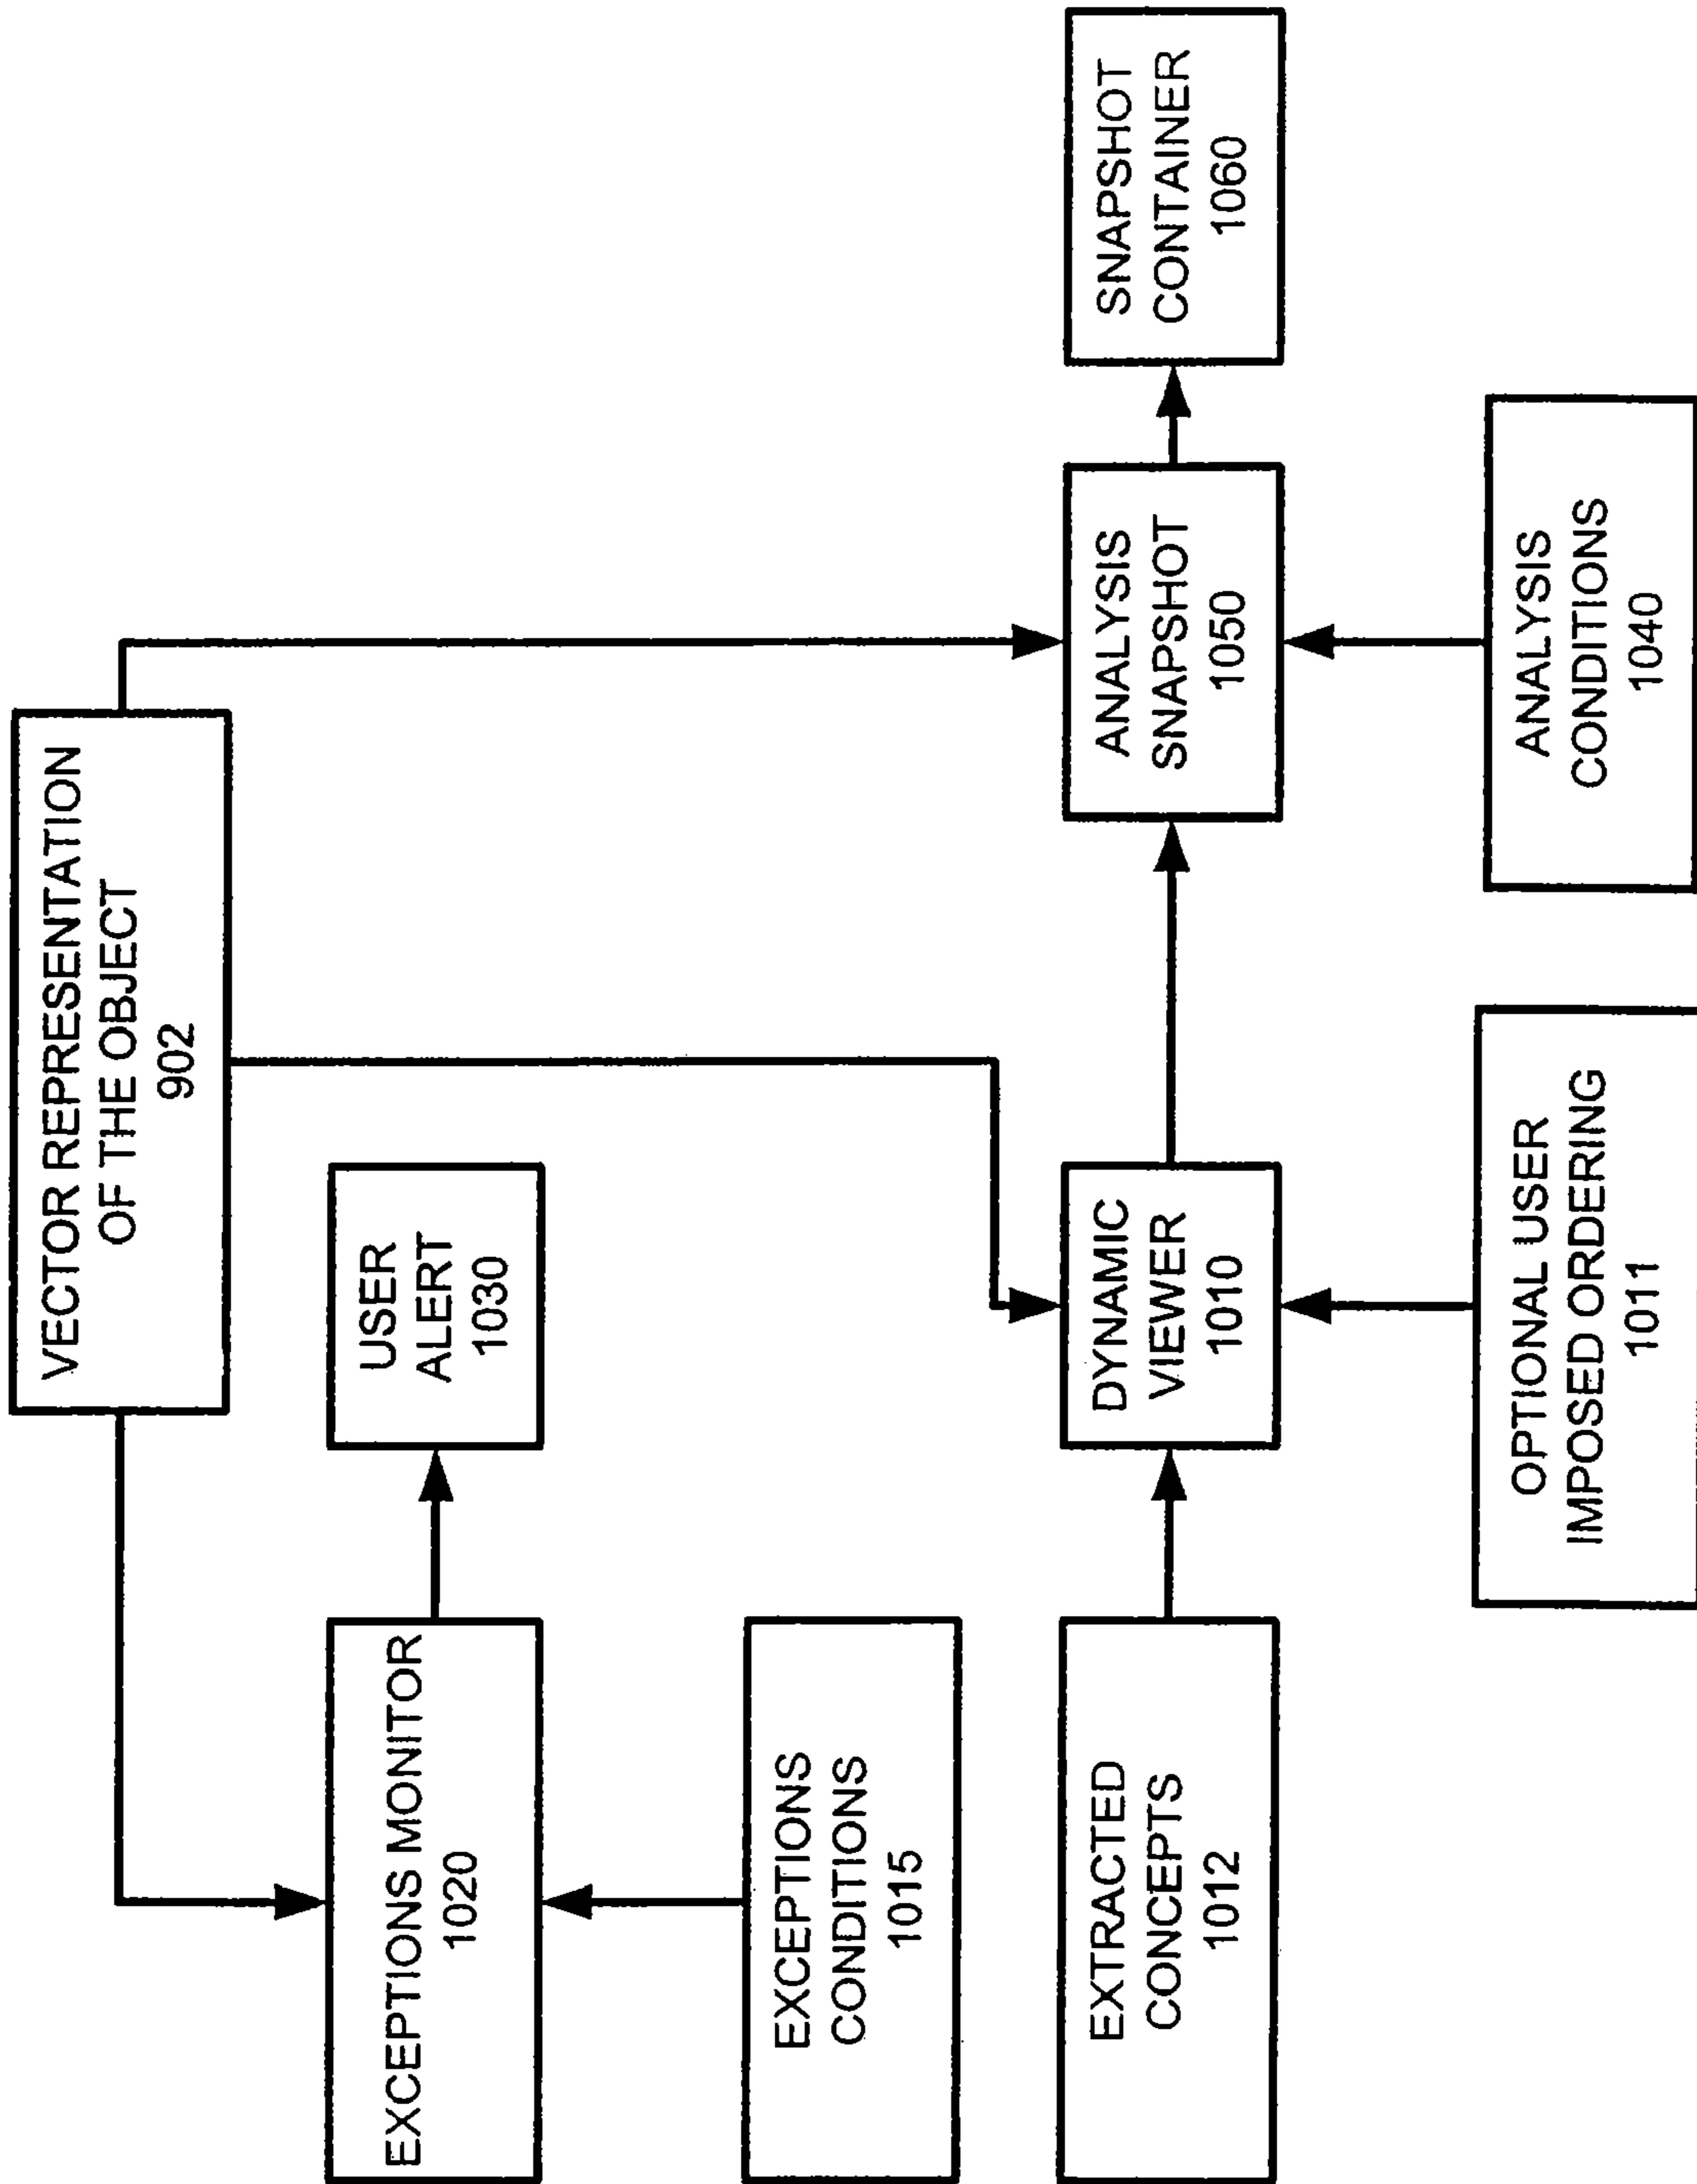 VECTOR REPRESENTATION
OF THE OBJECT
902
EXCEPTIONS MONITOR
1020
USER
ALERT
1030
EXCEPTIONS
CONDITIONS
1015
EXTRACTED
CONCEPTS
1012
DYNAMIC
VIEWER
1010
ANALYSIS
SNAPSHOT
1050
SNAPSHOT
CONTAINER
1060
OPTIONAL USER
IMPOSED ORDERING
1011
ANALYSIS
CONDITIONS
1040